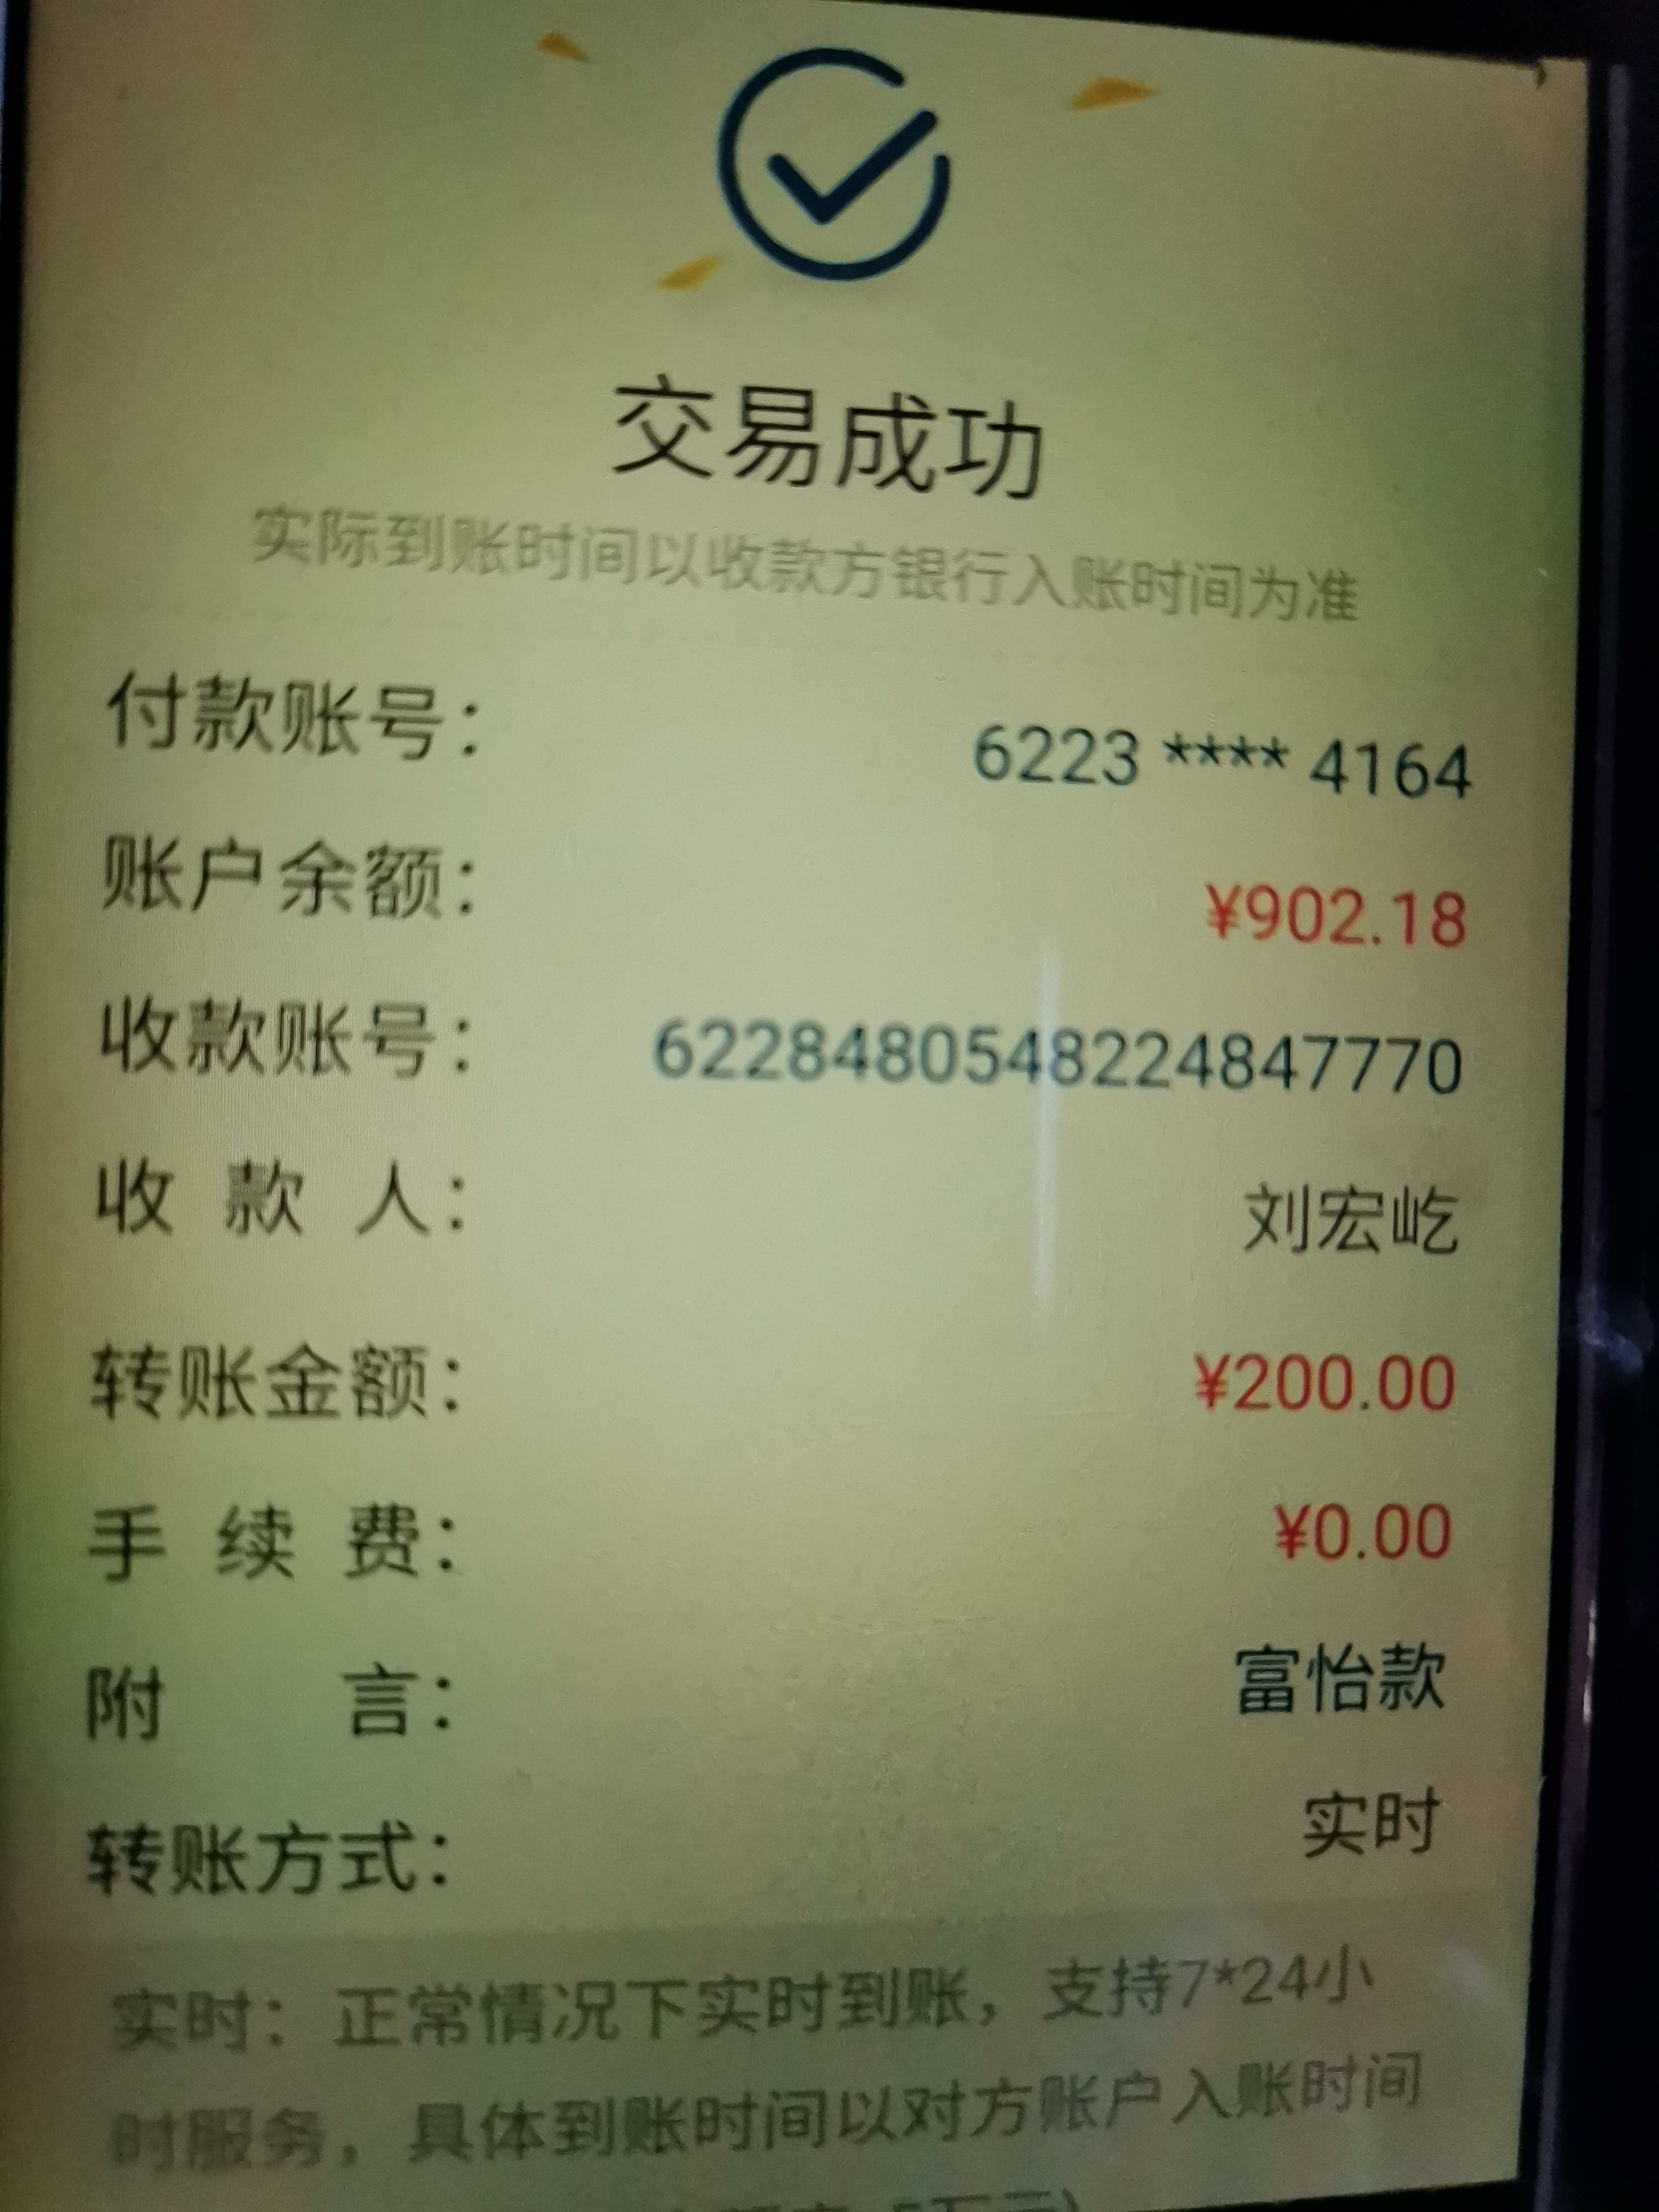 交易成功
实际到账时间以收款方银行入账时间为准
付款账号： 6223 **** 4164
账户余额： ¥902.18
收款账号： 6228480548224847770
收款人： 刘宏屹
转账金额： ¥200.00
手续费： ¥0.00
附言： 富怡款
转账方式： 实时
实时：正常情况下实时到账，支持7*24小
时服务，具体到账时间以对方账户入账时间